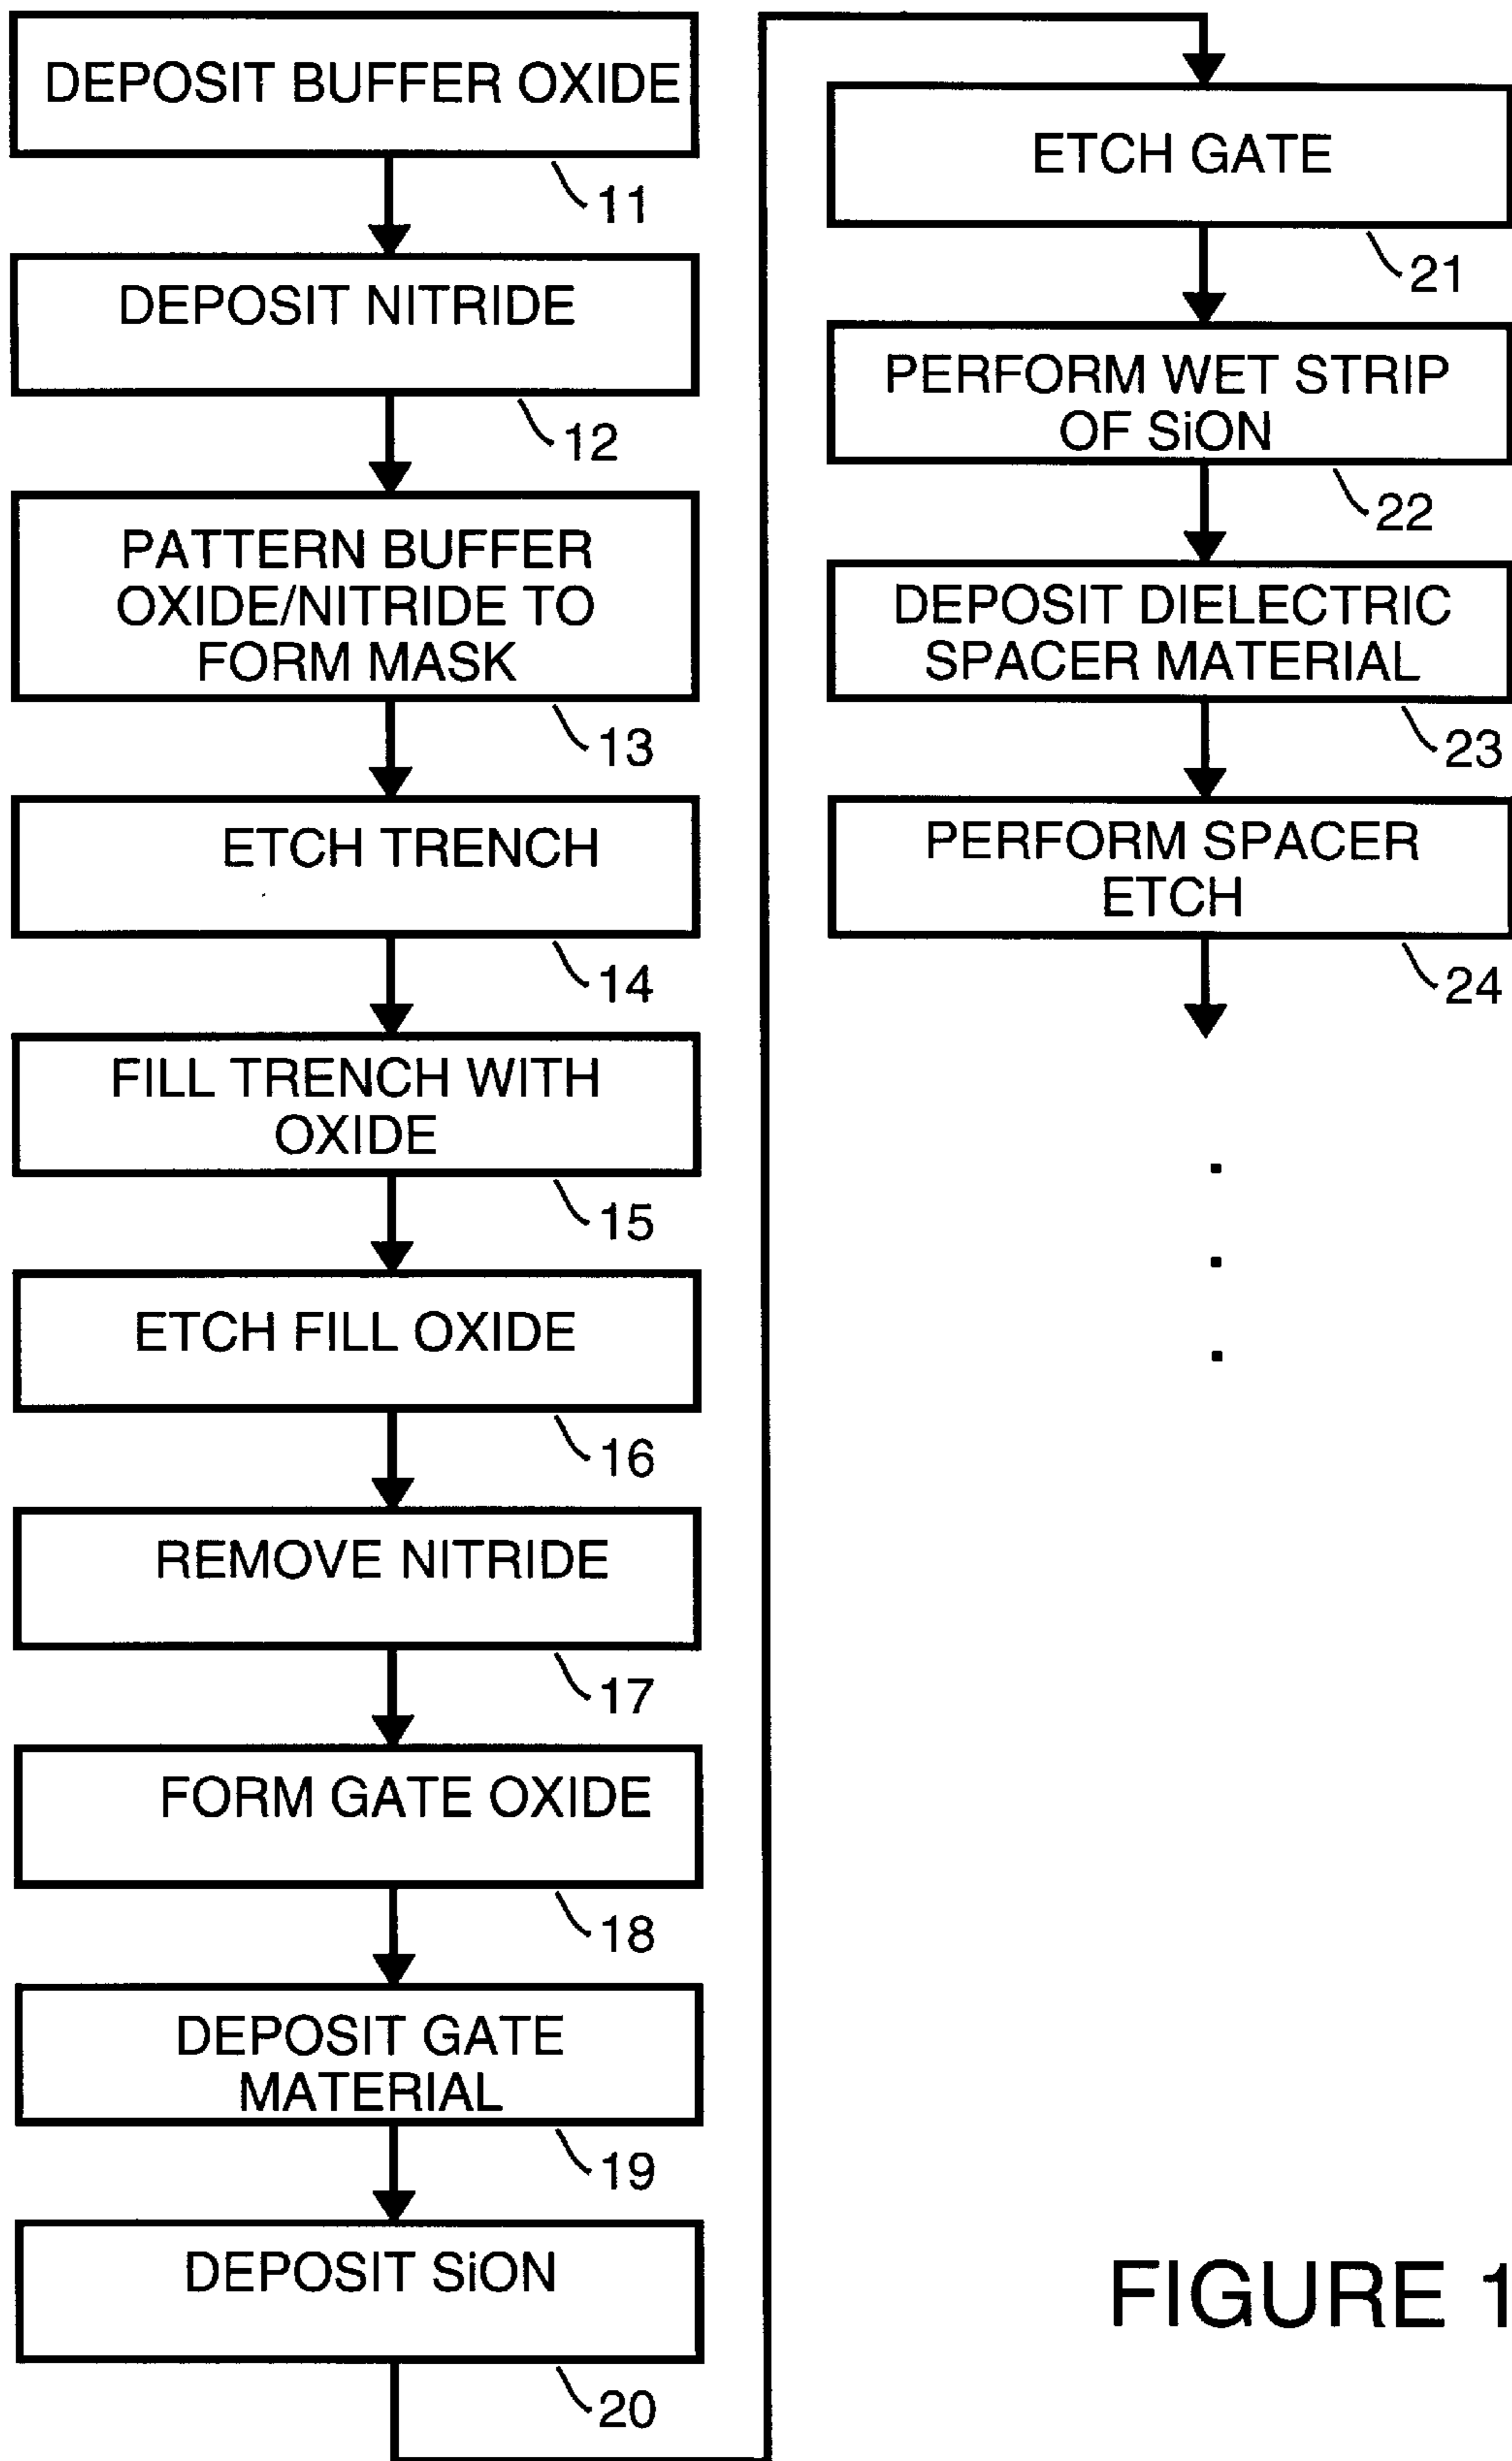 DEPOSIT BUFFER OXIDE
11
DEPOSIT NITRIDE
12
PATTERN BUFFER
OXIDE/NITRIDE TO
FORM MASK
13
ETCH TRENCH
14
FILL TRENCH WITH
OXIDE
15
ETCH FILL OXIDE
16
REMOVE NITRIDE
17
FORM GATE OXIDE
18
DEPOSIT GATE
MATERIAL
19
DEPOSIT SiON
20
ETCH GATE
21
PERFORM WET STRIP
OF SiON
22
DEPOSIT DIELECTRIC
SPACER MATERIAL
23
PERFORM SPACER
ETCH
24
FIGURE 1